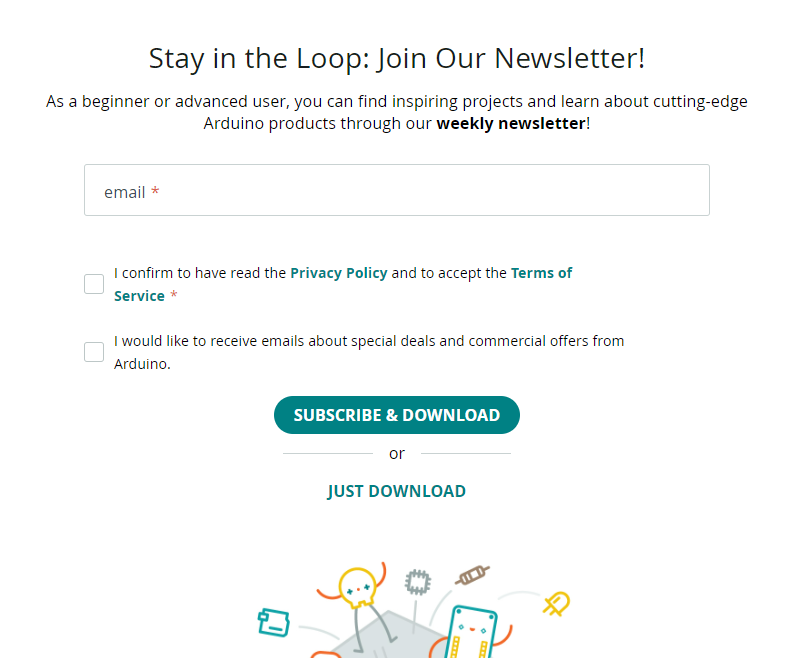 Stay in the Loop: Join Our Newsletter!
As a beginner or advanced user, you can find inspiring projects and learn about cutting-edge
Arduino products through our weekly newsletter!
email *
I confirm to have read the Privacy Policy and to accept the Terms of
Service *
I would like to receive emails about special deals and commercial offers from
Arduino.
SUBSCRIBE & DOWNLOAD
or
JUST DOWNLOAD